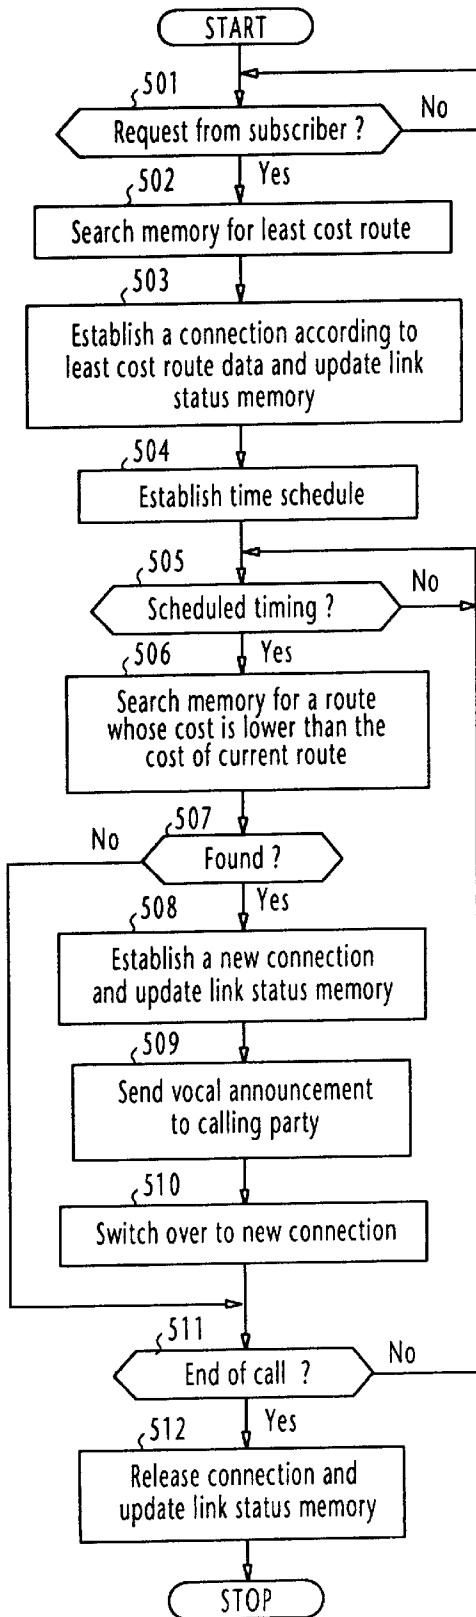 START
501
Request from subscriber ?
No
Yes
502
Search memory for least cost route
503
Establish a connection according to
least cost route data and update link
status memory
504
Establish time schedule
505
Scheduled timing ?
No
Yes
506
Search memory for a route
whose cost is lower than the
cost of current route
507
No
Found ?
Yes
508
Establish a new connection
and update link status memory
509
Send vocal announcement
to calling party
510
Switch over to new connection
511
End of call ?
No
Yes
512
Release connection and
update link status memory
STOP